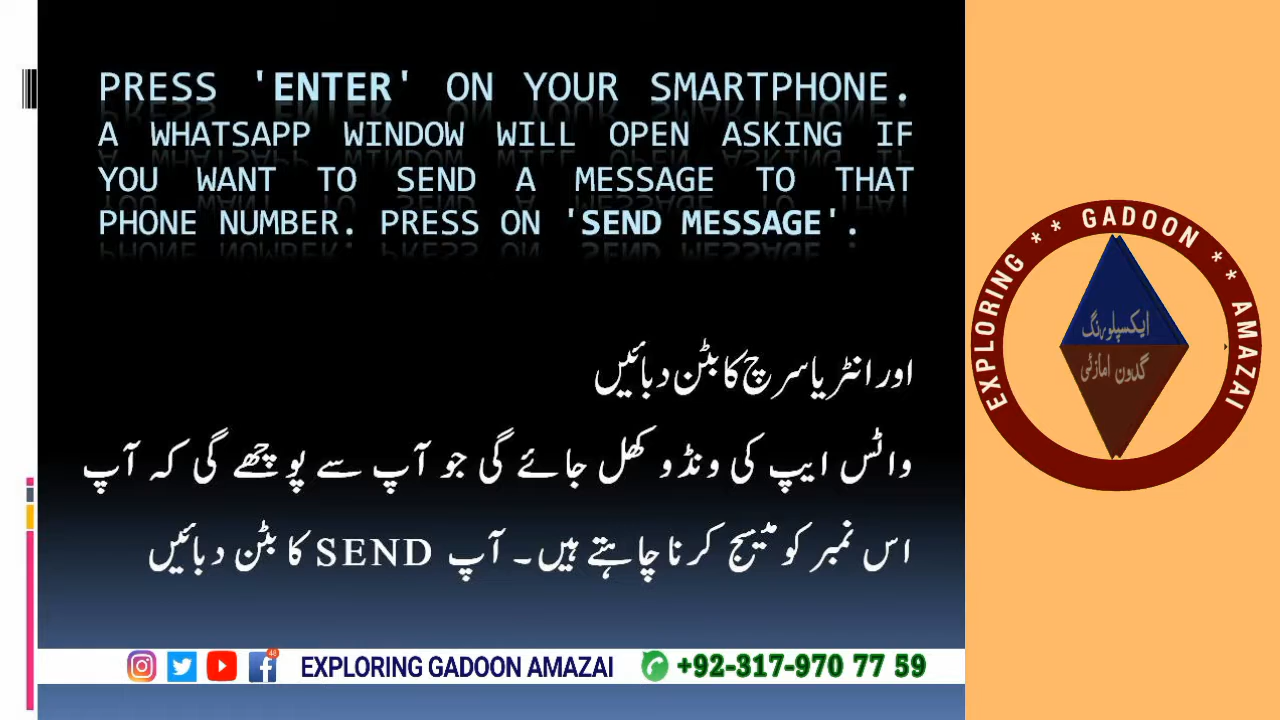 PRESS 'ENTER' ON YOUR SMARTPHONE.
A WHATSAPP WINDOW WILL OPEN ASKING IF
YOU WANT TO SEND A MESSAGE TO THAT
PHONE NUMBER. PRESS ON 'SEND MESSAGE'.
اور انٹر یا سرچ کا بٹن دبائیں
واٹس ایپ کی ونڈو کھل جائے گی جو آپ سے پوچھے گی کہ آپ
اس نمبر کو میسج کرنا چاہتے ہیں۔ آپ SEND کا بٹن دبائیں
48
EXPLORING GADOON AMAZAI +92-317-970 77 59
EXPLORING ** GADOON ** AMAZAI
ایکسپلورنگ
گدون امازئی